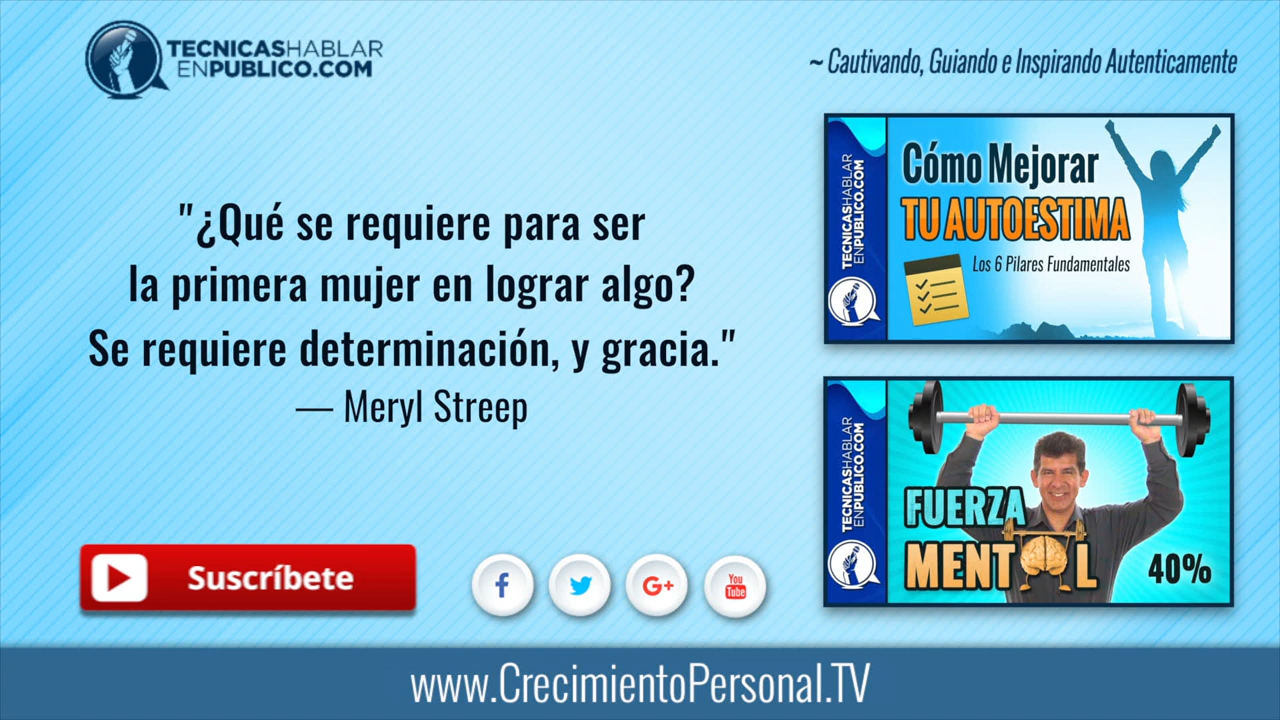 TECNICASHABLAR
ENPUBLICO.COM
~ Cautivando, Guiando e Inspirando Autenticamente
"¿Qué se requiere para ser
la primera mujer en lograr algo?
Se requiere determinación, y gracia."
— Meryl Streep
TECNICASHABLAR
ENPUBLICO.COM
Cómo Mejorar
TU AUTOESTIMA
Los 6 Pilares Fundamentales
TECNICASHABLAR
ENPUBLICO.COM
FUERZA
MENTAL
40%
Suscríbete
f
G+
You
Tube
www.CrecimientoPersonal.TV